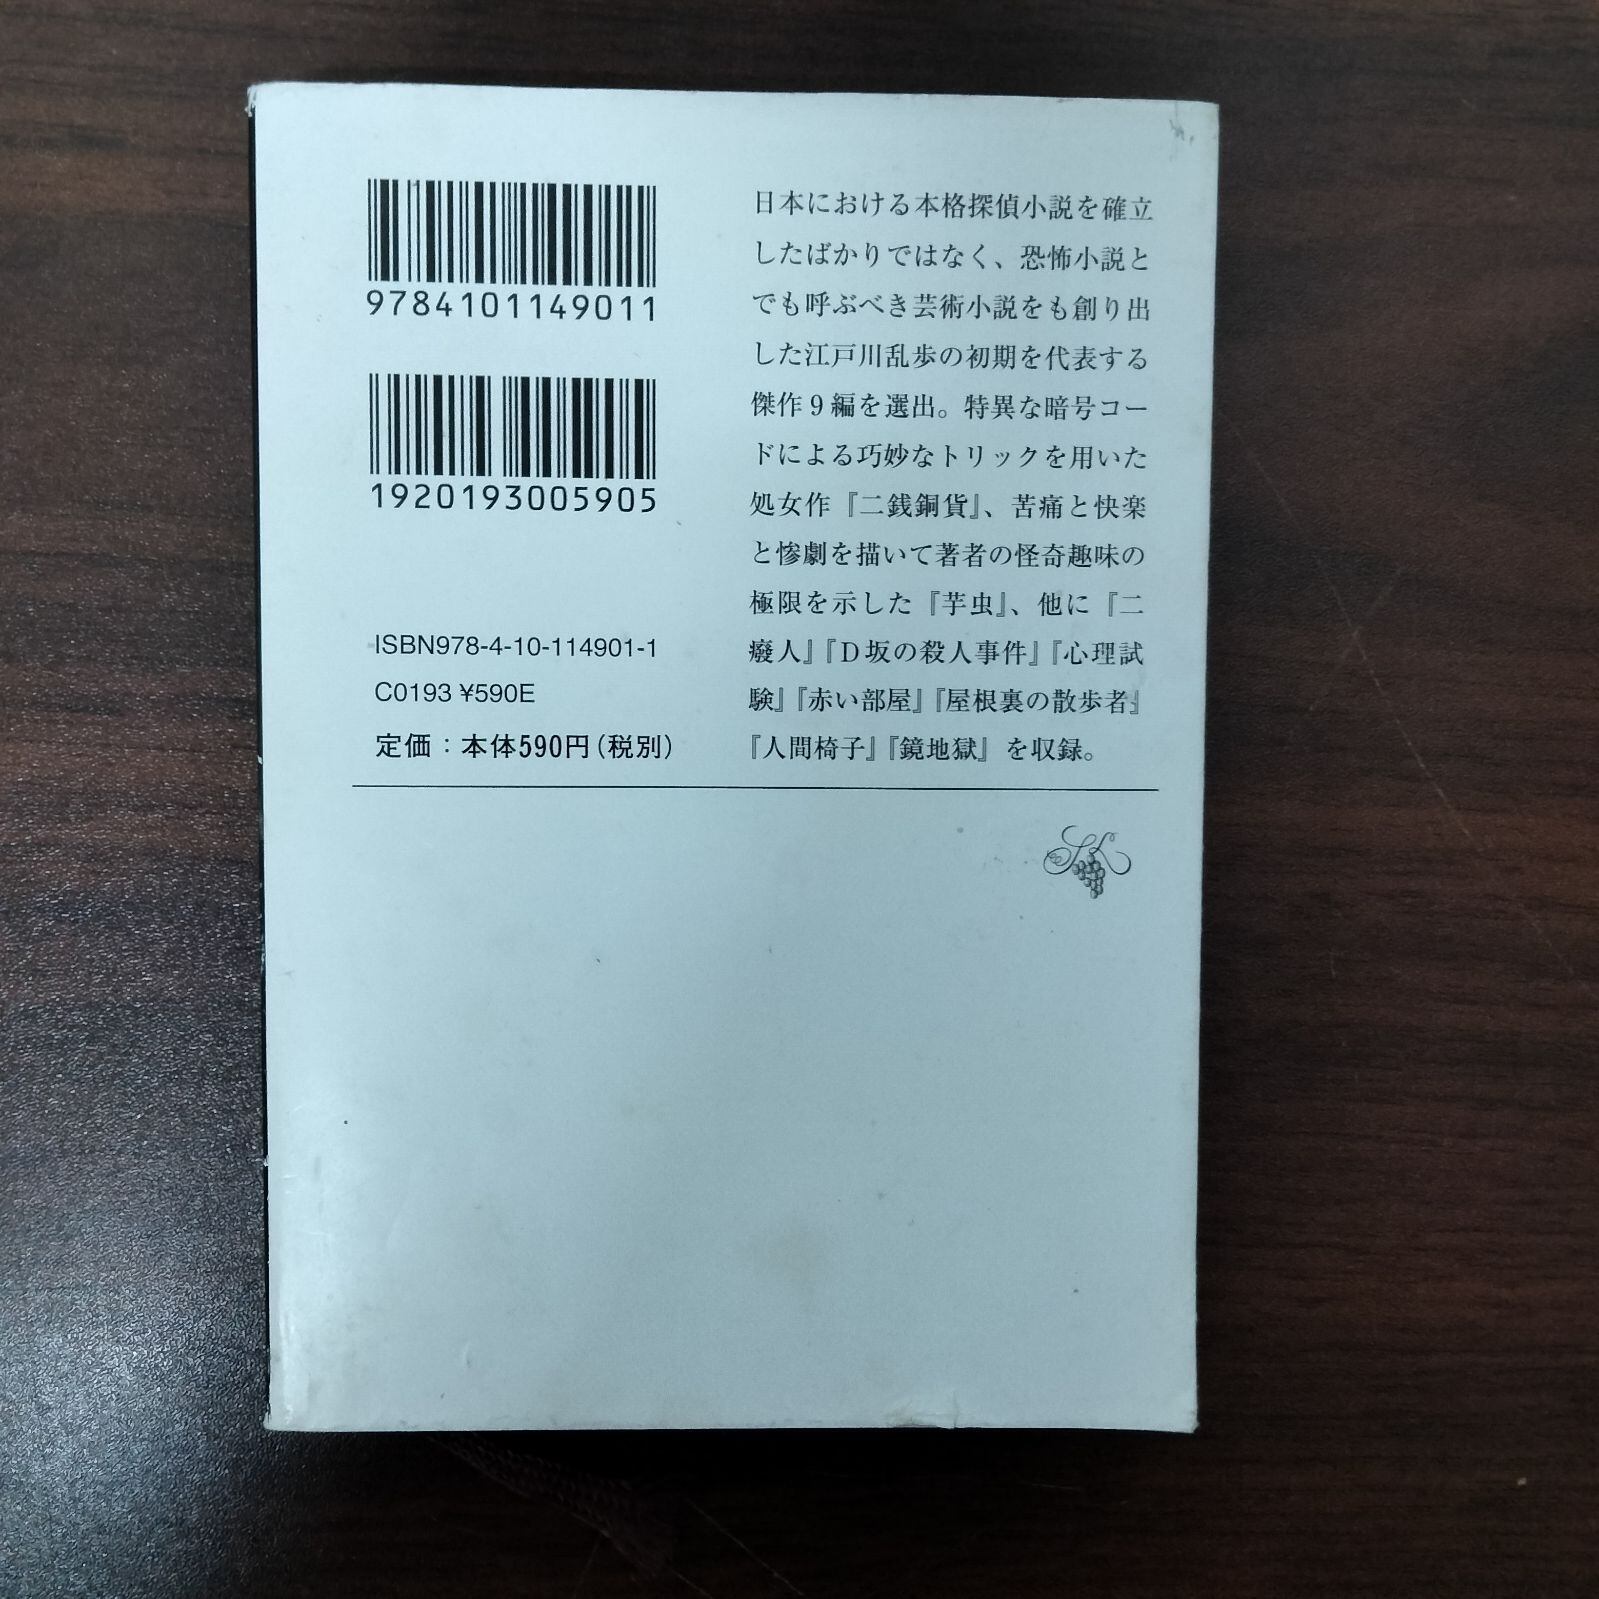 9784101149011
1920193005905
ISBN978-4-10-114901-1
C0193 ¥590E
定価：本体590円（税別）
日本における本格探偵小説を確立
したばかりではなく、恐怖小説と
でも呼ぶべき芸術小説をも創り出
した江戸川乱歩の初期を代表する
傑作９編を選出。特異な暗号コー
ドによる巧妙なトリックを用いた
処女作『二銭銅貨』、苦痛と快楽
と惨劇を描いて著者の怪奇趣味の
極限を示した『芋虫』、他に『二
癈人』『Ｄ坂の殺人事件』『心理試
験』『赤い部屋』『屋根裏の散歩者』
『人間椅子』『鏡地獄』を収録。